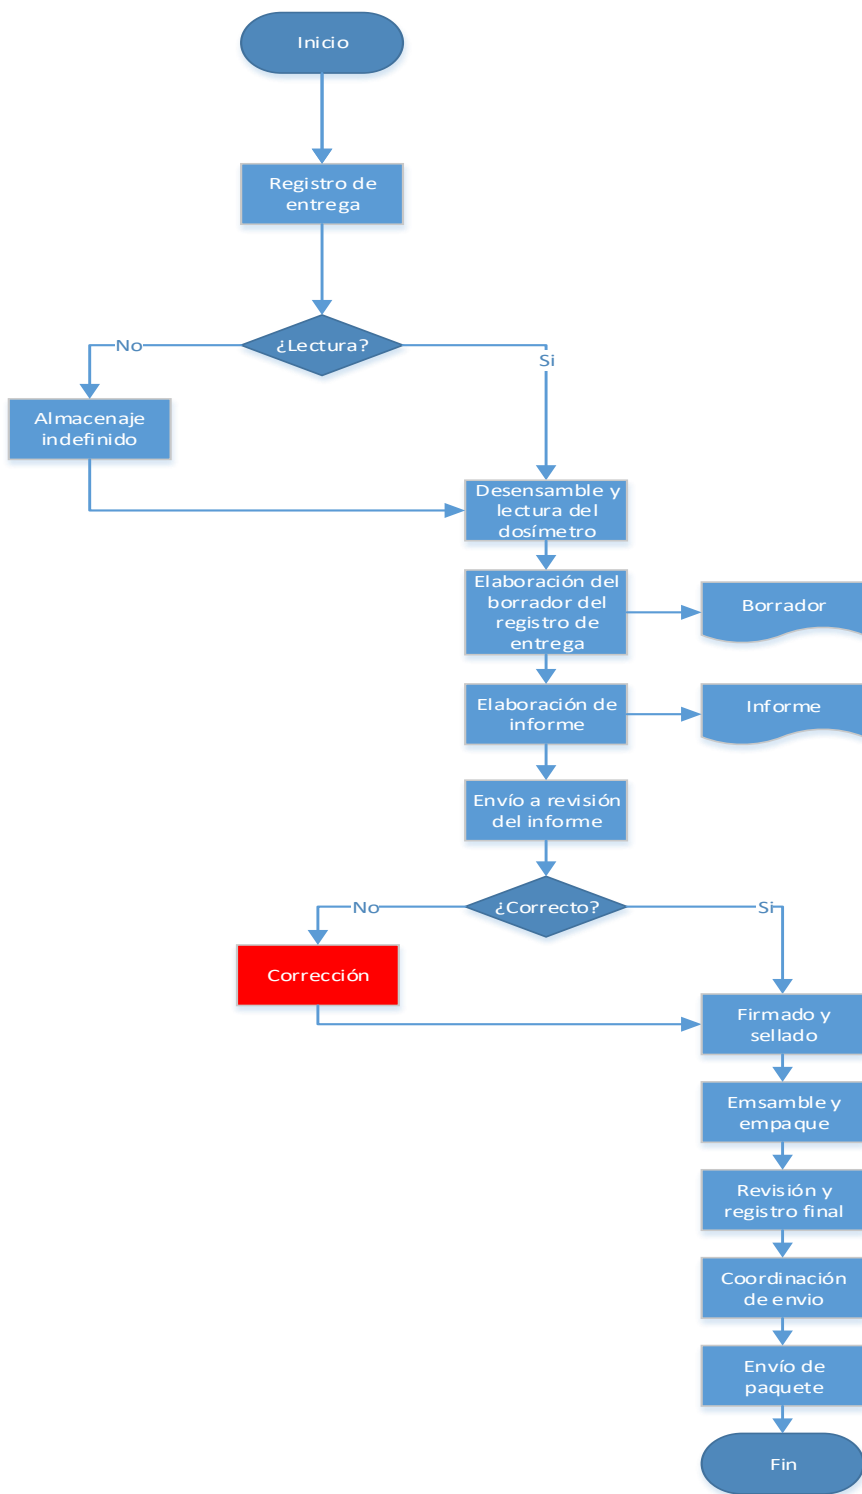 Inicio
Registro de
entrega
¿Lectura?
No
Si
Almacenaje
indefinido
Desensamble y
lectura del
dosímetro
Elaboración del
borrador del
registro de
entrega
Borrador
Elaboración de
informe
Informe
Envío a revisión
del informe
¿Correcto?
No
Si
Corrección
Firmado y
sellado
Emsamble y
empaque
Revisión y
registro final
Coordinación
de envio
Envío de
paquete
Fin